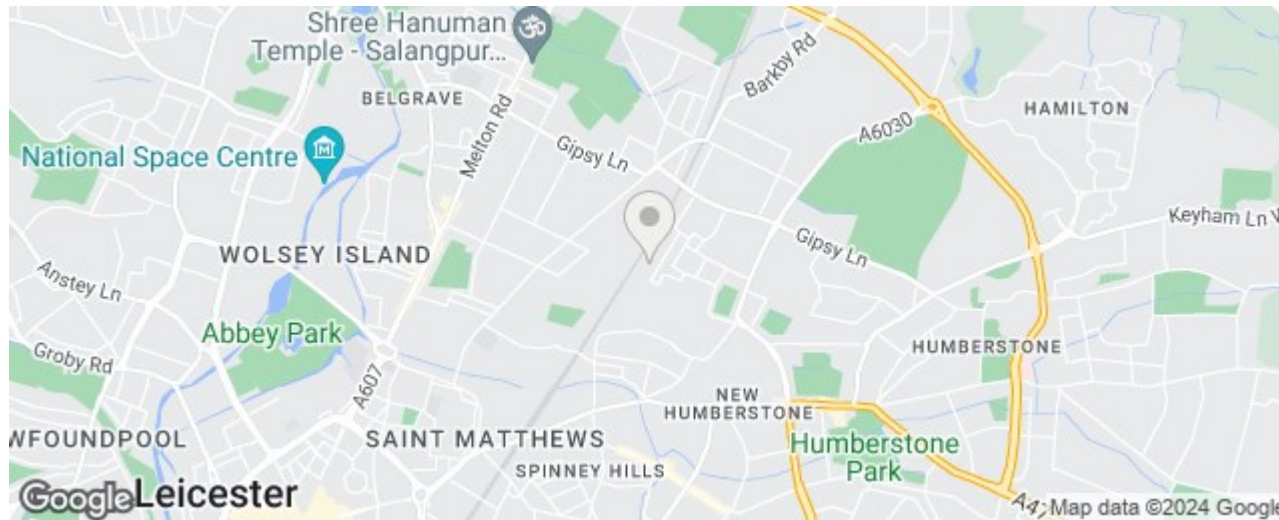 Shree Hanuman
Temple - Salangpur...
ॐ
BELGRAVE
Melton Rd
Barkby Rd
A6030
HAMILTON
National Space Centre
M
Gipsy Ln
Keyham Ln
WOLSEY ISLAND
Gipsy Ln
Anstey Ln
Abbey Park
Groby Rd
HUMBERSTONE
A607
NEW
HUMBERSTONE
WFOUNDPOOL
SAINT MATTHEWS
Humberstone
Park
SPINNEY HILLS
Google
Leicester
A47
Map data ©2024 Google